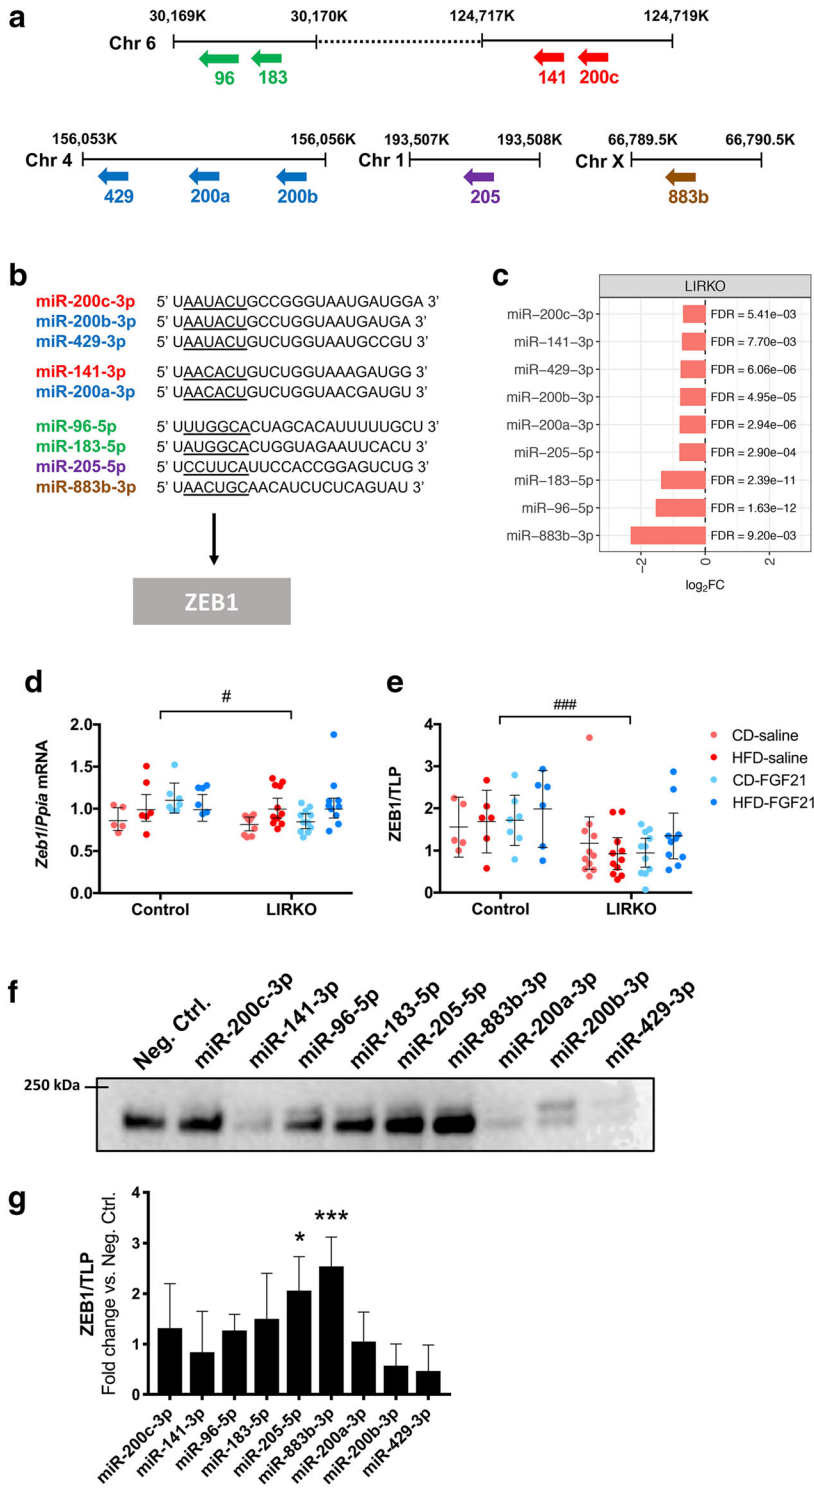 a
30,169K 30,170K 124,717K 124,719K
Chr 6
96 183 141 200c
156,053K 156,056K 193,507K 193,508K 66,789.5K 66,790.5K
Chr 4 Chr 1 Chr X
429 200a 200b 205 883b
b
miR-200c-3p 5’ UAAUACUGCCGGGUAAUGAUGGA 3’
miR-200b-3p 5’ UAAUACUGCCUGGUAAUGAUGA 3’
miR-429-3p 5’ UAAUACUGUCUGGUAAUGCCGU 3’
miR-141-3p 5’ UAACACUGUCUGGUAAAGAUGG 3’
miR-200a-3p 5’ UAACACUGUCUGGUAACGAUGU 3’
miR-96-5p 5’ UUUGGCACUAGCACAUUUUUGCU 3’
miR-183-5p 5’ UAUGGCACUGGUAGAAUUCACU 3’
miR-205-5p 5’ UCCUUCAUUCCACCGGAGUCUG 3’
miR-883b-3p 5’ UAACUGCAACAUCUCUCAGUAU 3’
ZEB1
c
LIRKO
miR−200c−3p FDR = 5.41e−03
miR−141−3p FDR = 7.70e−03
miR−429−3p FDR = 6.06e−06
miR−200b−3p FDR = 4.95e−05
miR−200a−3p FDR = 2.94e−06
miR−205−5p FDR = 2.90e−04
miR−183−5p FDR = 2.39e−11
miR−96−5p FDR = 1.63e−12
miR−883b−3p FDR = 9.20e−03
−2 0 2
log2FC
d
#
2.0
1.5
1.0
0.5
0.0
Zeb1/Ppia mRNA
Control LIRKO
e
###
4
3
2
1
0
ZEB1/TLP
Control LIRKO
CD-saline
HFD-saline
CD-FGF21
HFD-FGF21
f
Neg. Ctrl. miR-200c-3p miR-141-3p miR-96-5p miR-183-5p miR-205-5p miR-883b-3p miR-200a-3p miR-200b-3p miR-429-3p
250 kDa
g
ZEB1/TLP
Fold change vs. Neg. Ctrl.
4
3
2
1
0
* ***
miR-200c-3p miR-141-3p miR-96-5p miR-183-5p miR-205-5p miR-883b-3p miR-200a-3p miR-200b-3p miR-429-3p